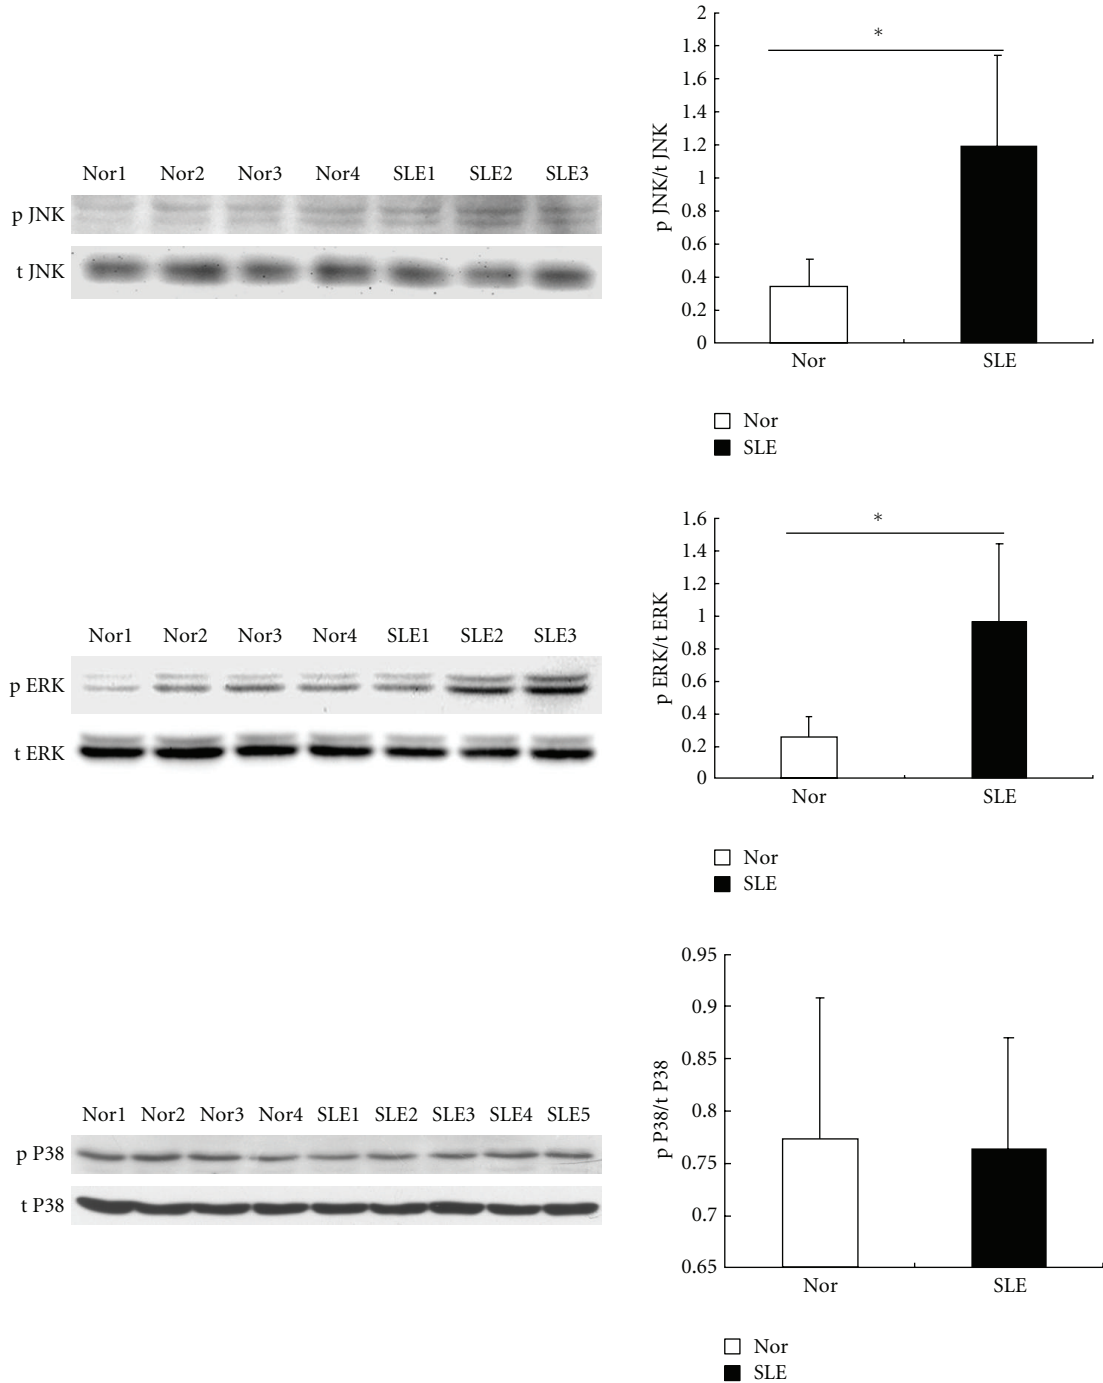 Nor1 Nor2 Nor3 Nor4 SLE1 SLE2 SLE3
p JNK
t JNK
2
1.8
1.6
1.4
1.2
1
0.8
0.6
0.4
0.2
0
p JNK/t JNK
*
Nor SLE
Nor
SLE
Nor1 Nor2 Nor3 Nor4 SLE1 SLE2 SLE3
p ERK
t ERK
1.6
1.4
1.2
1
0.8
0.6
0.4
0.2
0
p ERK/t ERK
*
Nor SLE
Nor
SLE
Nor1 Nor2 Nor3 Nor4 SLE1 SLE2 SLE3 SLE4 SLE5
p P38
t P38
0.95
0.9
0.85
0.8
0.75
0.7
0.65
p P38/t P38
Nor SLE
Nor
SLE